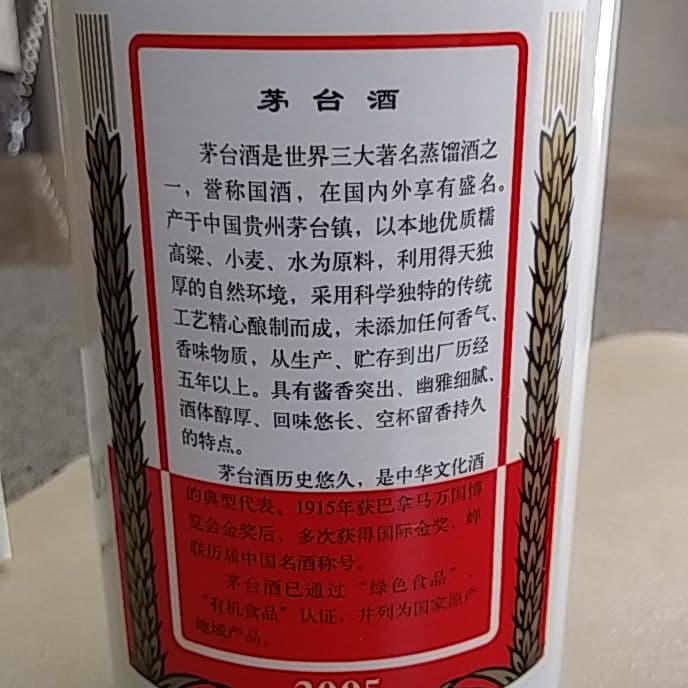 茅台酒
茅台酒是世界三大著名蒸馏酒之
一，誉称国酒，在国内外享有盛名。
产于中国贵州茅台镇，以本地优质糯
高粱、小麦、水为原料，利用得天独
厚的自然环境，采用科学独特的传统
工艺精心酿制而成，未添加任何香气、
香味物质，从生产、贮存到出厂历经
五年以上。具有酱香突出、幽雅细腻、
酒体醇厚、回味悠长、空杯留香持久
的特点。
茅台酒历史悠久，是中华文化酒
的典型代表。1915年获巴拿马万国博
览会金奖后，多次获得国际金奖、蝉
联历届中国名酒称号。
茅台酒已通过“绿色食品”、
“有机食品”认证，并列为国家原产
地域产品。
2005